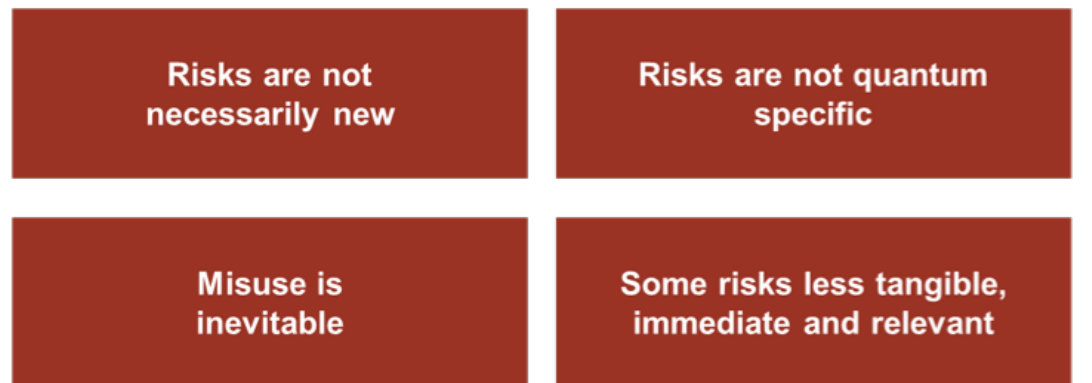 Risks are not
necessarily new
Risks are not quantum
specific
Misuse is
inevitable
Some risks less tangible,
immediate and relevant